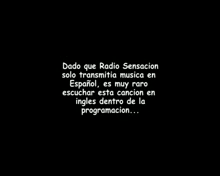 Dado que Radio Sensacion
solo transmitia musica en
Español, es muy raro
escuchar esta cancion en
ingles dentro de la
programacion...